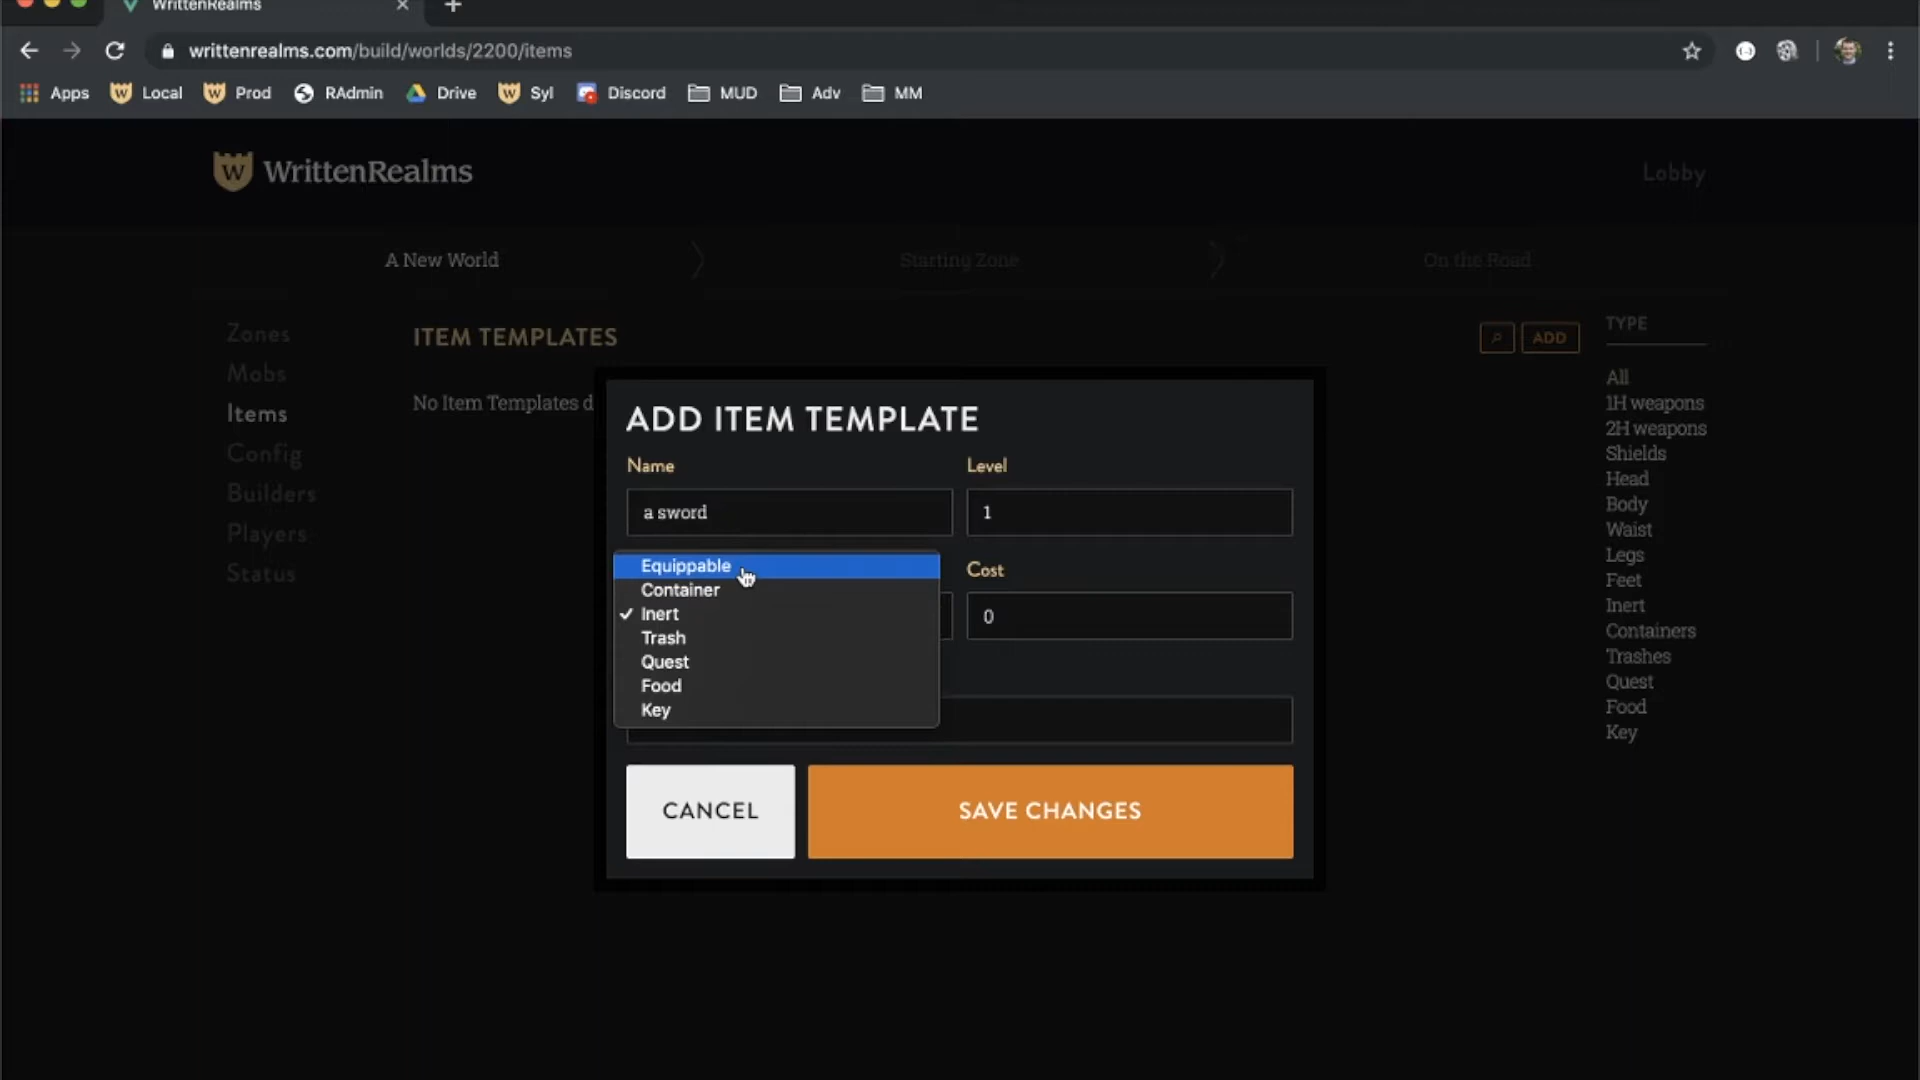 WrittenRealms
writtenrealms.com/build/worlds/2200/items
Apps Local Prod RAdmin Drive Syl Discord MUD Adv MM
W WrittenRealms
Lobby
A New World Starting Zone On the Road
Zones
Mobs
Items
Config
Builders
Players
Status
ITEM TEMPLATES
ADD
No Item Templates d
ADD ITEM TEMPLATE
Name Level
a sword 1
Equippable
Container
Inert
Trash
Quest
Food
Key
Cost
0
CANCEL SAVE CHANGES
TYPE
All
1H weapons
2H weapons
Shields
Head
Body
Waist
Legs
Feet
Inert
Containers
Trashes
Quest
Food
Key